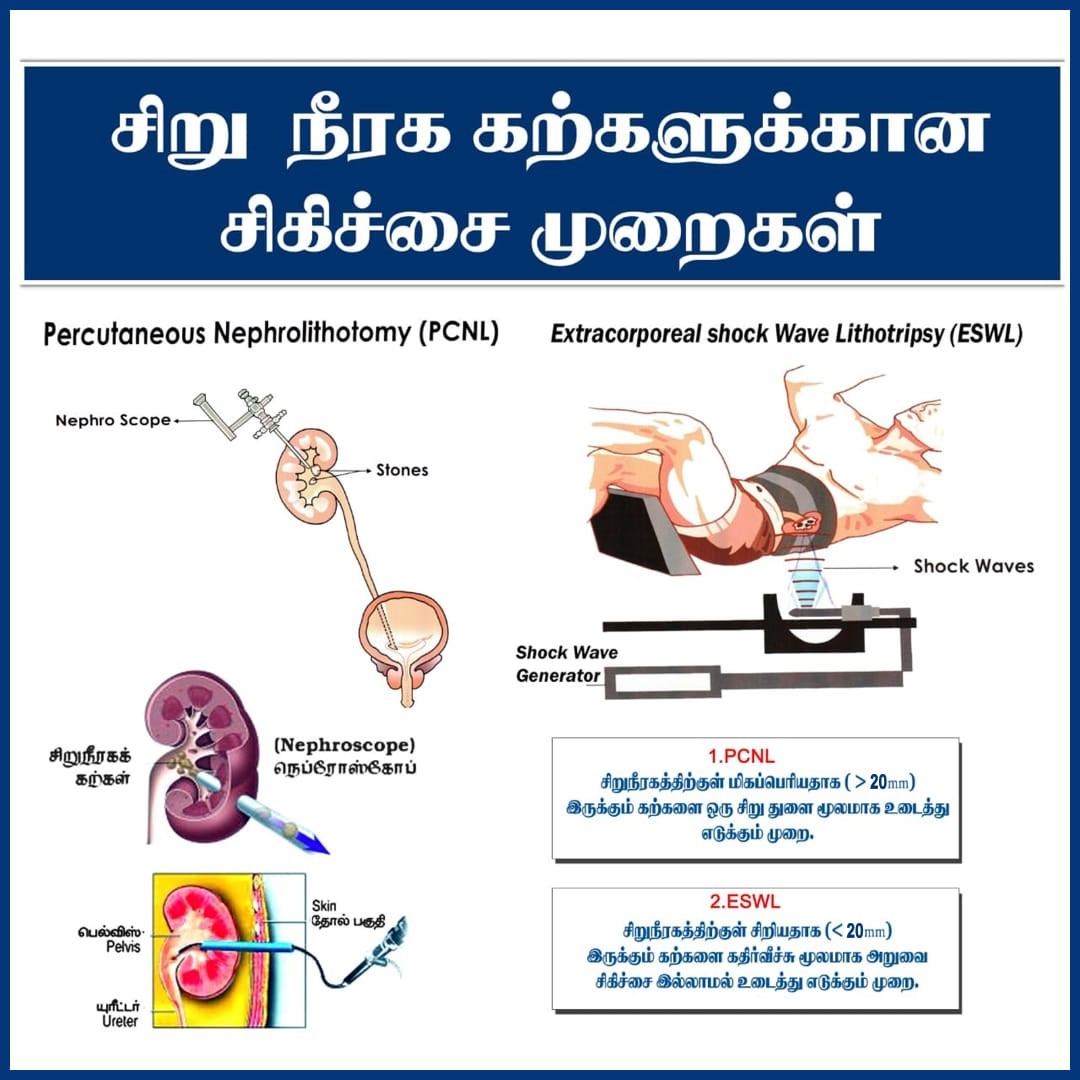 சிறு நீரக கற்களுக்கான
சிகிச்சை முறைகள்
Percutaneous Nephrolithotomy (PCNL)
Nephro Scope
Stones
சிறுநீரகக்
கற்கள்
(Nephroscope)
நெப்ரோஸ்கோப்
பெல்விஸ்
Pelvis
யுரீட்டர்
Ureter
Skin
தோல் பகுதி
Extracorporeal shock Wave Lithotripsy (ESWL)
Shock Waves
Shock Wave
Generator
1.PCNL
சிறுநீரகத்திற்குள் மிகப்பெரியதாக ( > 20mm)
இருக்கும் கற்களை ஒரு சிறு துளை மூலமாக உடைத்து
எடுக்கும் முறை.
2.ESWL
சிறுநீரகத்திற்குள் சிறியதாக (< 20mm)
இருக்கும் கற்களை கதிர்வீச்சு மூலமாக அறுவை
சிகிச்சை இல்லாமல் உடைத்து எடுக்கும் முறை.